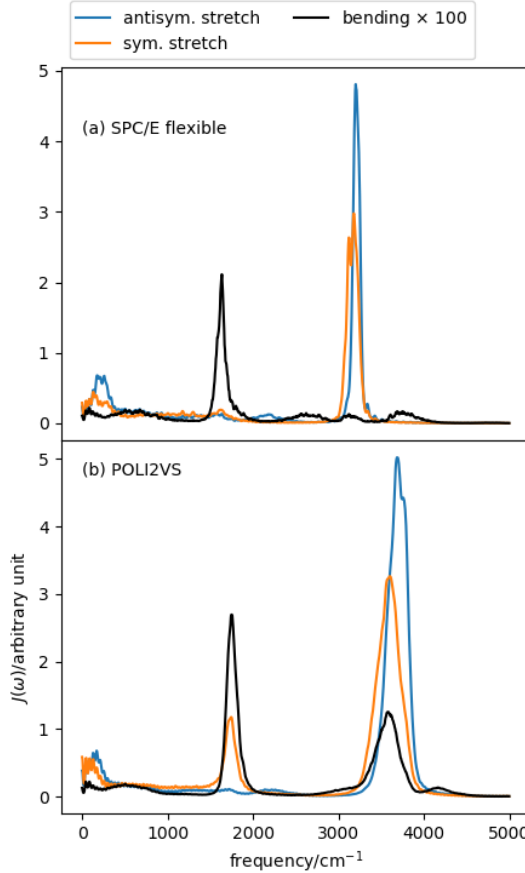 antisym. stretch
sym. stretch
bending × 100
5
4
3
2
1
0
(a) SPC/E flexible
5
4
3
2
1
0
(b) POLI2VS
J(ω)/arbitrary unit
0 1000 2000 3000 4000 5000
frequency/cm⁻¹